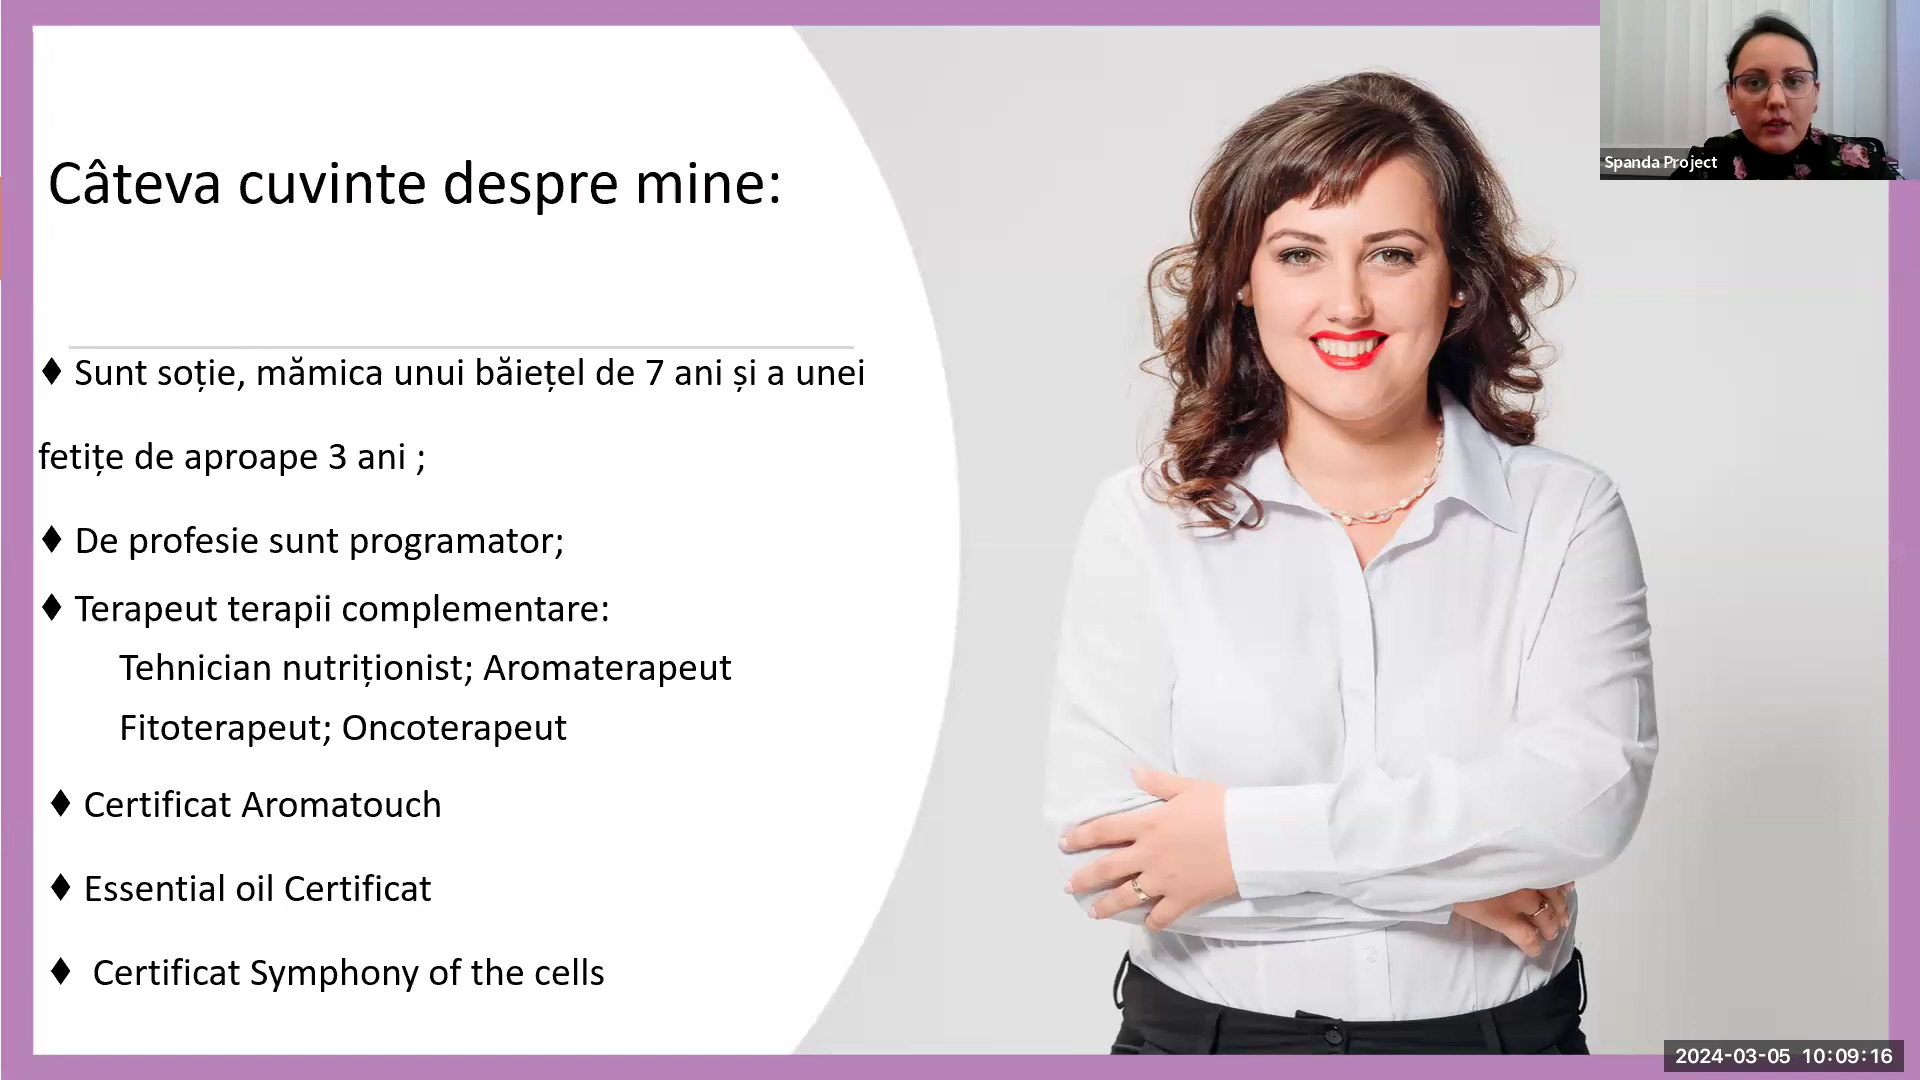 Câteva cuvinte despre mine:
♦ Sunt soție, mămica unui băiețel de 7 ani și a unei
fetițe de aproape 3 ani ;
♦ De profesie sunt programator;
♦ Terapeut terapii complementare:
Tehnician nutriționist; Aromaterapeut
Fitoterapeut; Oncoterapeut
♦ Certificat Aromatouch
♦ Essential oil Certificat
♦ Certificat Symphony of the cells
Spanda Project
2024-03-05 10:09:16